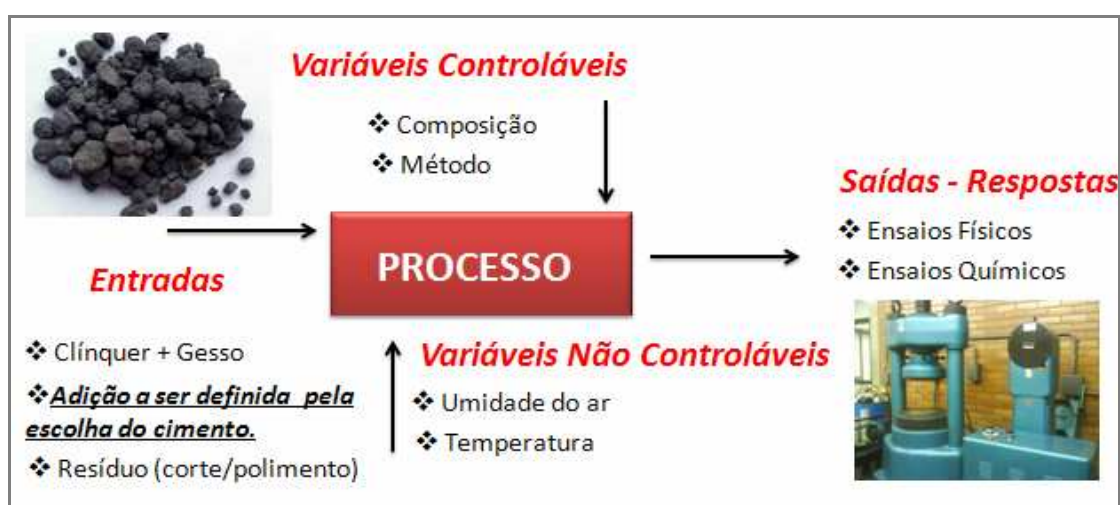 Variáveis Controláveis
❖ Composição
❖ Método
Entradas
❖ Clínquer + Gesso
❖Adição a ser definida pela
escolha do cimento.
❖ Resíduo (corte/polimento)
PROCESSO
Variáveis Não Controláveis
❖ Umidade do ar
❖ Temperatura
Saídas - Respostas
❖ Ensaios Físicos
❖ Ensaios Químicos